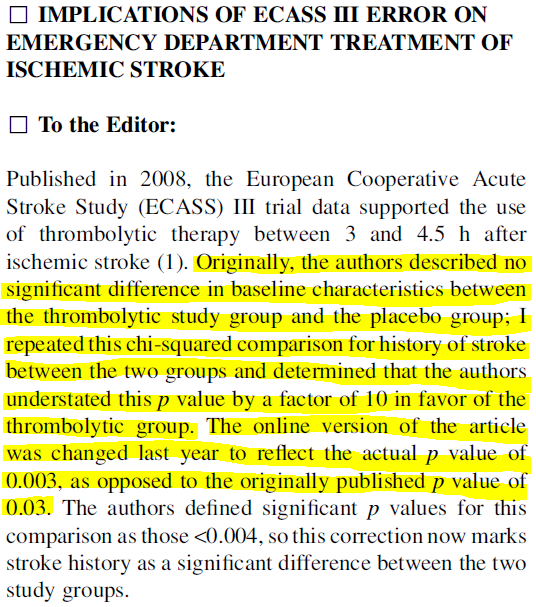 ☐ IMPLICATIONS OF ECASS III ERROR ON
EMERGENCY DEPARTMENT TREATMENT OF
ISCHEMIC STROKE
☐ To the Editor:
Published in 2008, the European Cooperative Acute
Stroke Study (ECASS) III trial data supported the use
of thrombolytic therapy between 3 and 4.5 h after
ischemic stroke (1). Originally, the authors described no
significant difference in baseline characteristics between
the thrombolytic study group and the placebo group; I
repeated this chi-squared comparison for history of stroke
between the two groups and determined that the authors
understated this p value by a factor of 10 in favor of the
thrombolytic group. The online version of the article
was changed last year to reflect the actual p value of
0.003, as opposed to the originally published p value of
0.03. The authors defined significant p values for this
comparison as those <0.004, so this correction now marks
stroke history as a significant difference between the two
study groups.